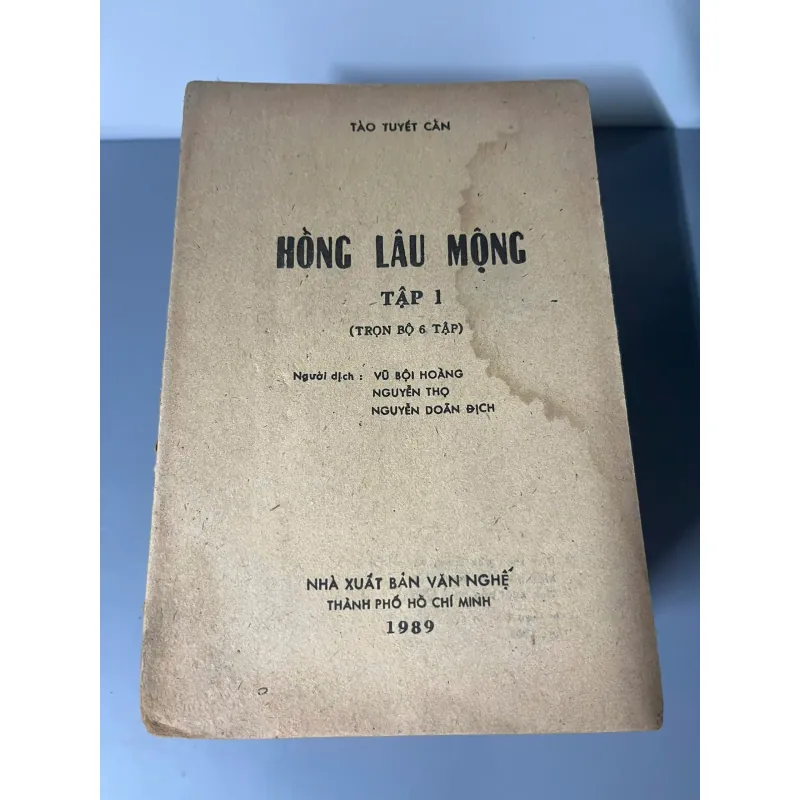 TÀO TUYẾT CẦN
HỒNG LÂU MỘNG
TẬP 1
(TRỌN BỘ 6 TẬP)
Người dịch : VŨ BỘI HOÀNG
NGUYỄN THỌ
NGUYỄN DOÃN ĐỊCH
NHÀ XUẤT BẢN VĂN NGHỆ
THÀNH PHỐ HỒ CHÍ MINH
1989